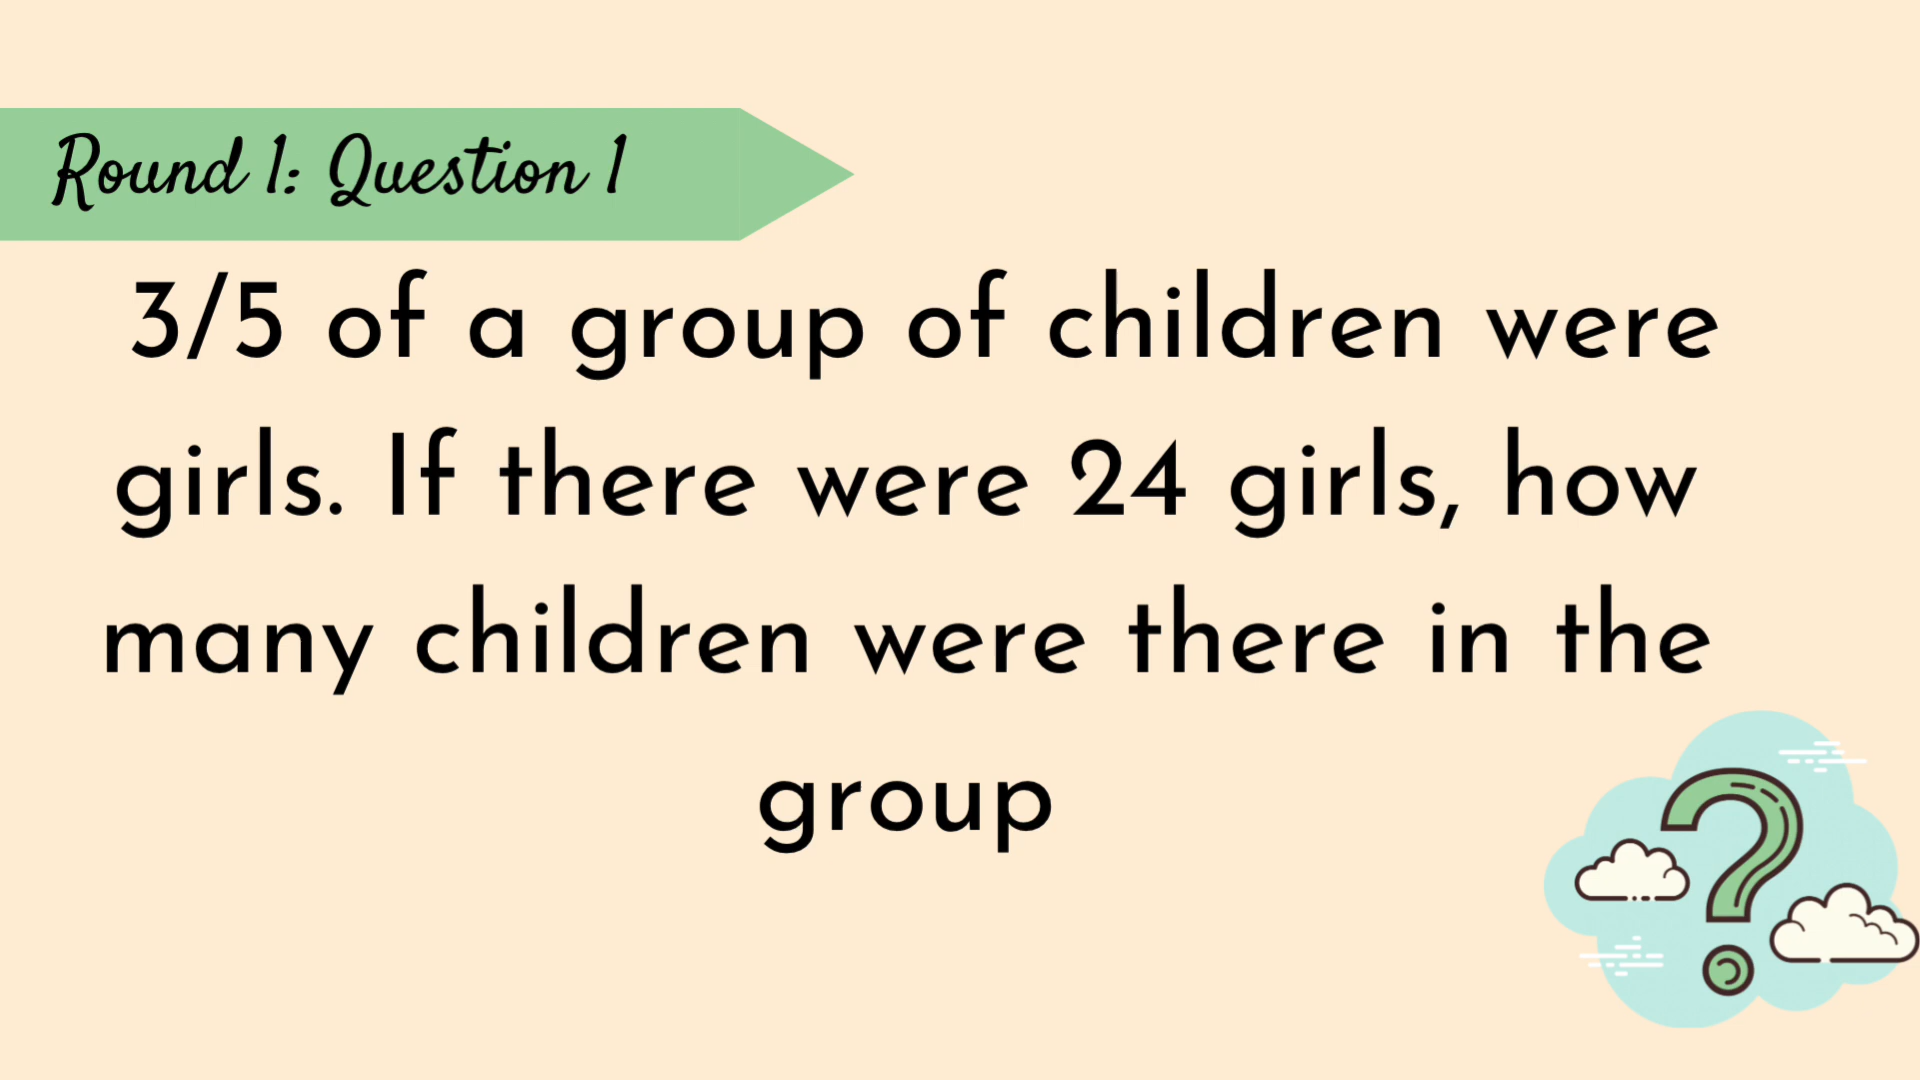 Round 1: Question 1
3/5 of a group of children were
girls. If there were 24 girls, how
many children were there in the
group